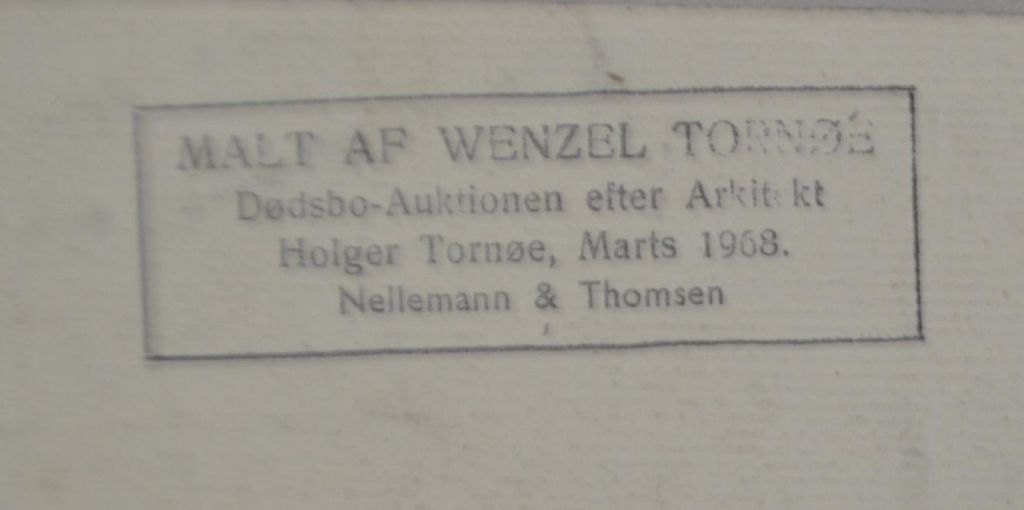 MALT AF WENZEL TORNØE
Dødsbo-Auktionen efter Arkitekt
Holger Tornøe, Marts 1968.
Nellemann & Thomsen